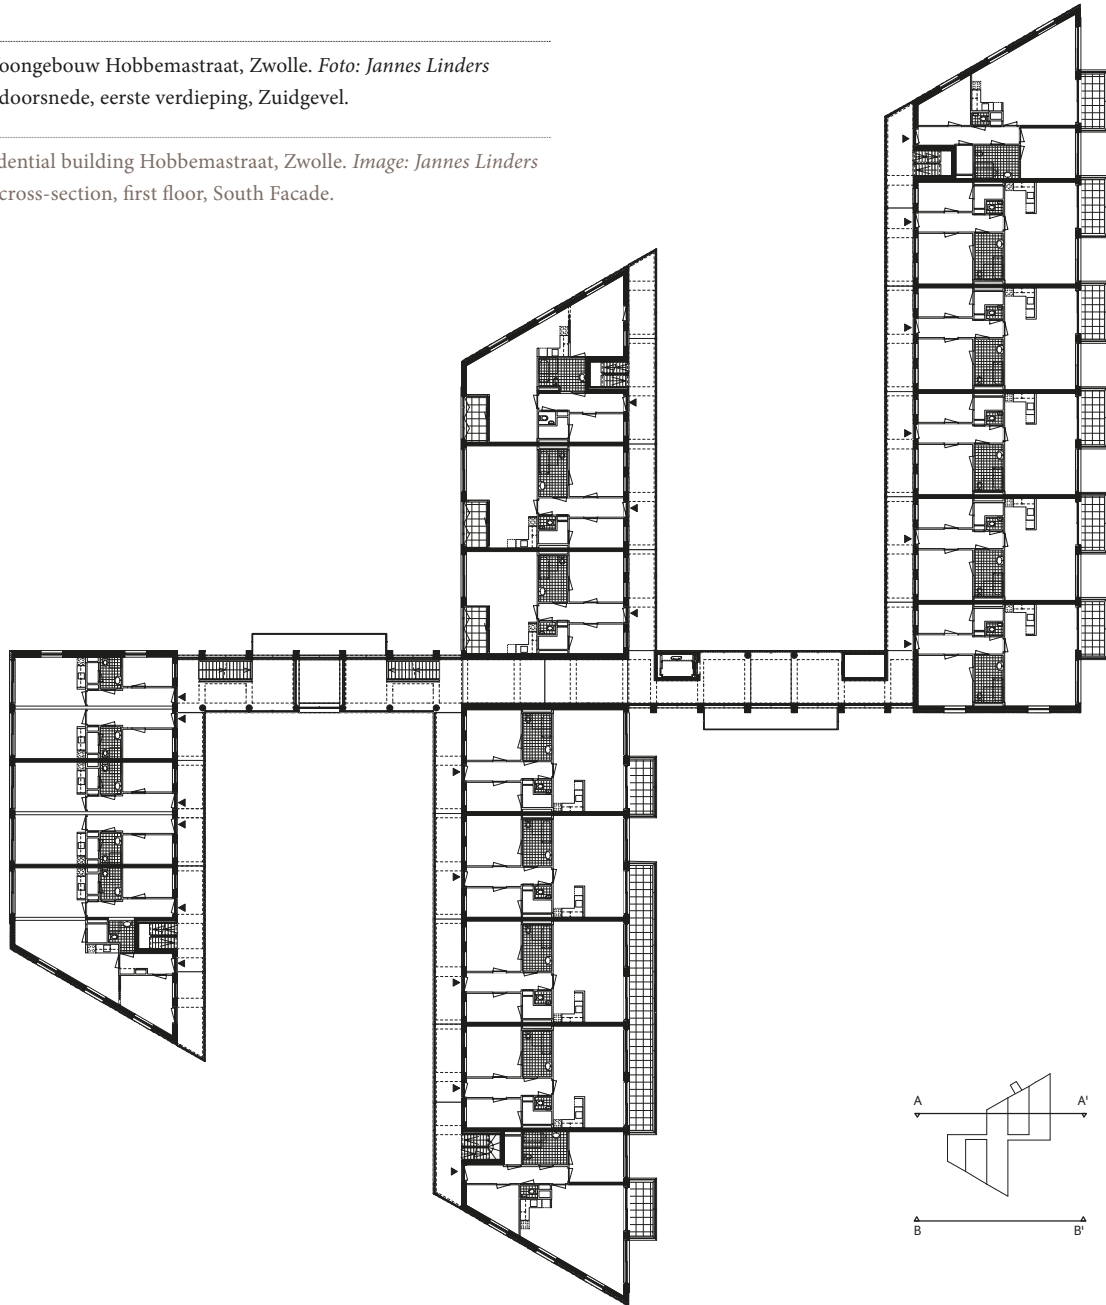 oongebouw Hobbemastraat, Zwolle. Foto: Jannes Linders
doorsnede, eerste verdieping, Zuidgevel.
dential building Hobbemastraat, Zwolle. Image: Jannes Linders
cross-section, first floor, South Facade.
A A'
B B'